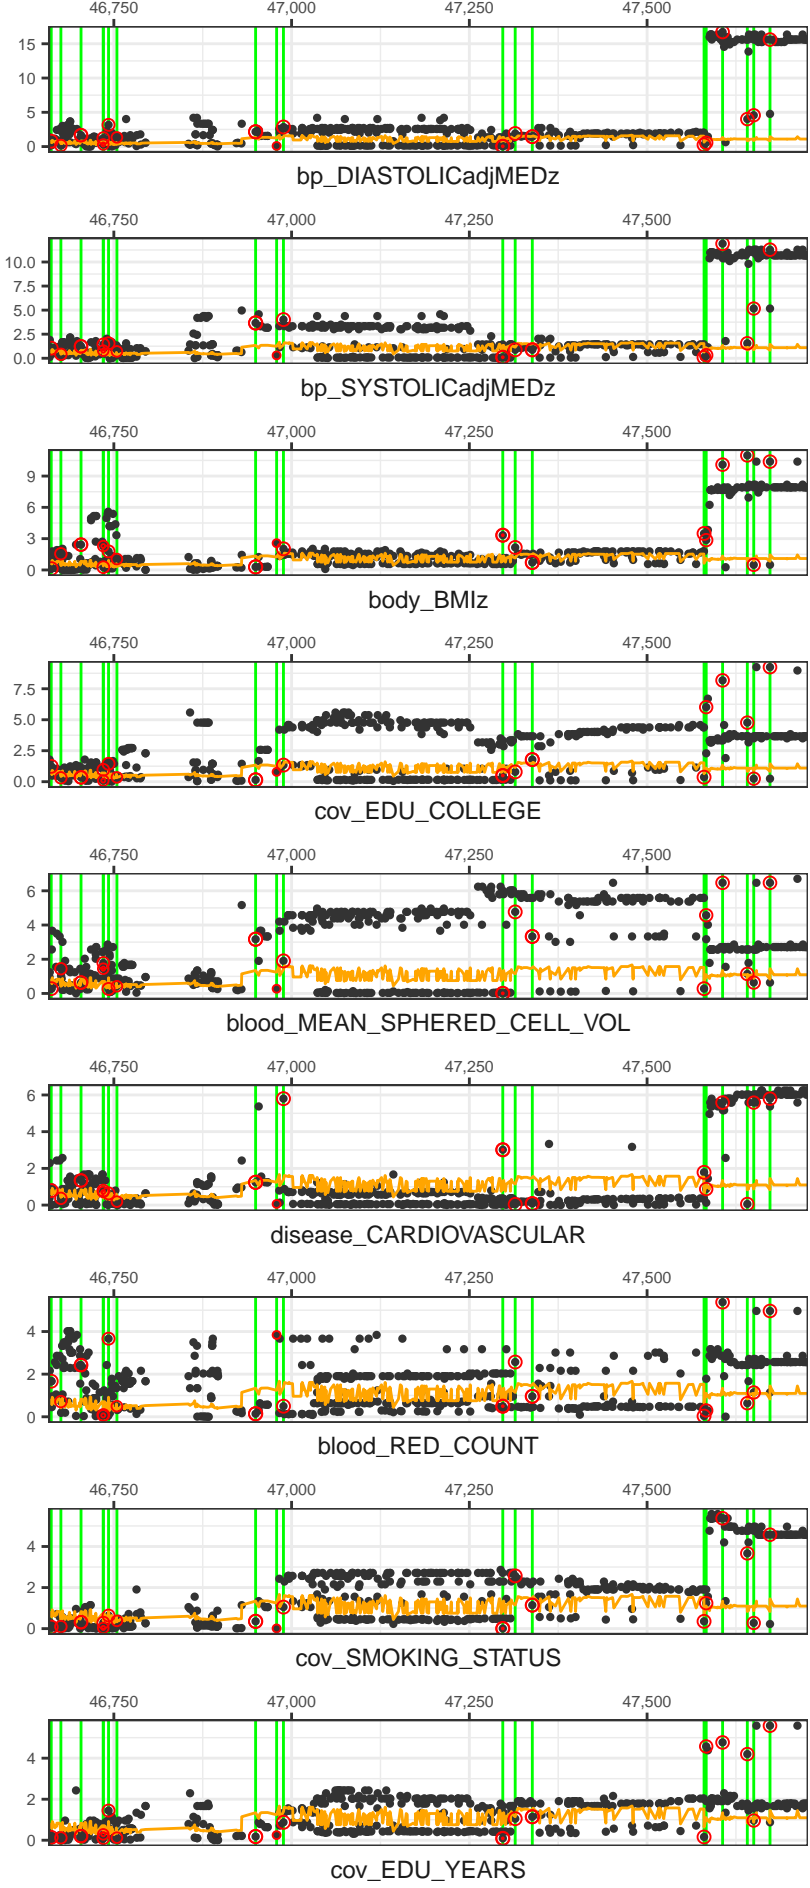 46,750 47,000 47,250 47,500
15
10
5
0
bp_DIASTOLICadjMEDz
46,750 47,000 47,250 47,500
10.0
7.5
5.0
2.5
0.0
bp_SYSTOLICadjMEDz
46,750 47,000 47,250 47,500
9
6
3
0
body_BMIz
46,750 47,000 47,250 47,500
7.5
5.0
2.5
0.0
cov_EDU_COLLEGE
46,750 47,000 47,250 47,500
6
4
2
0
blood_MEAN_SPHERED_CELL_VOL
46,750 47,000 47,250 47,500
6
4
2
0
disease_CARDIOVASCULAR
46,750 47,000 47,250 47,500
4
2
0
blood_RED_COUNT
46,750 47,000 47,250 47,500
4
2
0
cov_SMOKING_STATUS
46,750 47,000 47,250 47,500
4
2
0
cov_EDU_YEARS